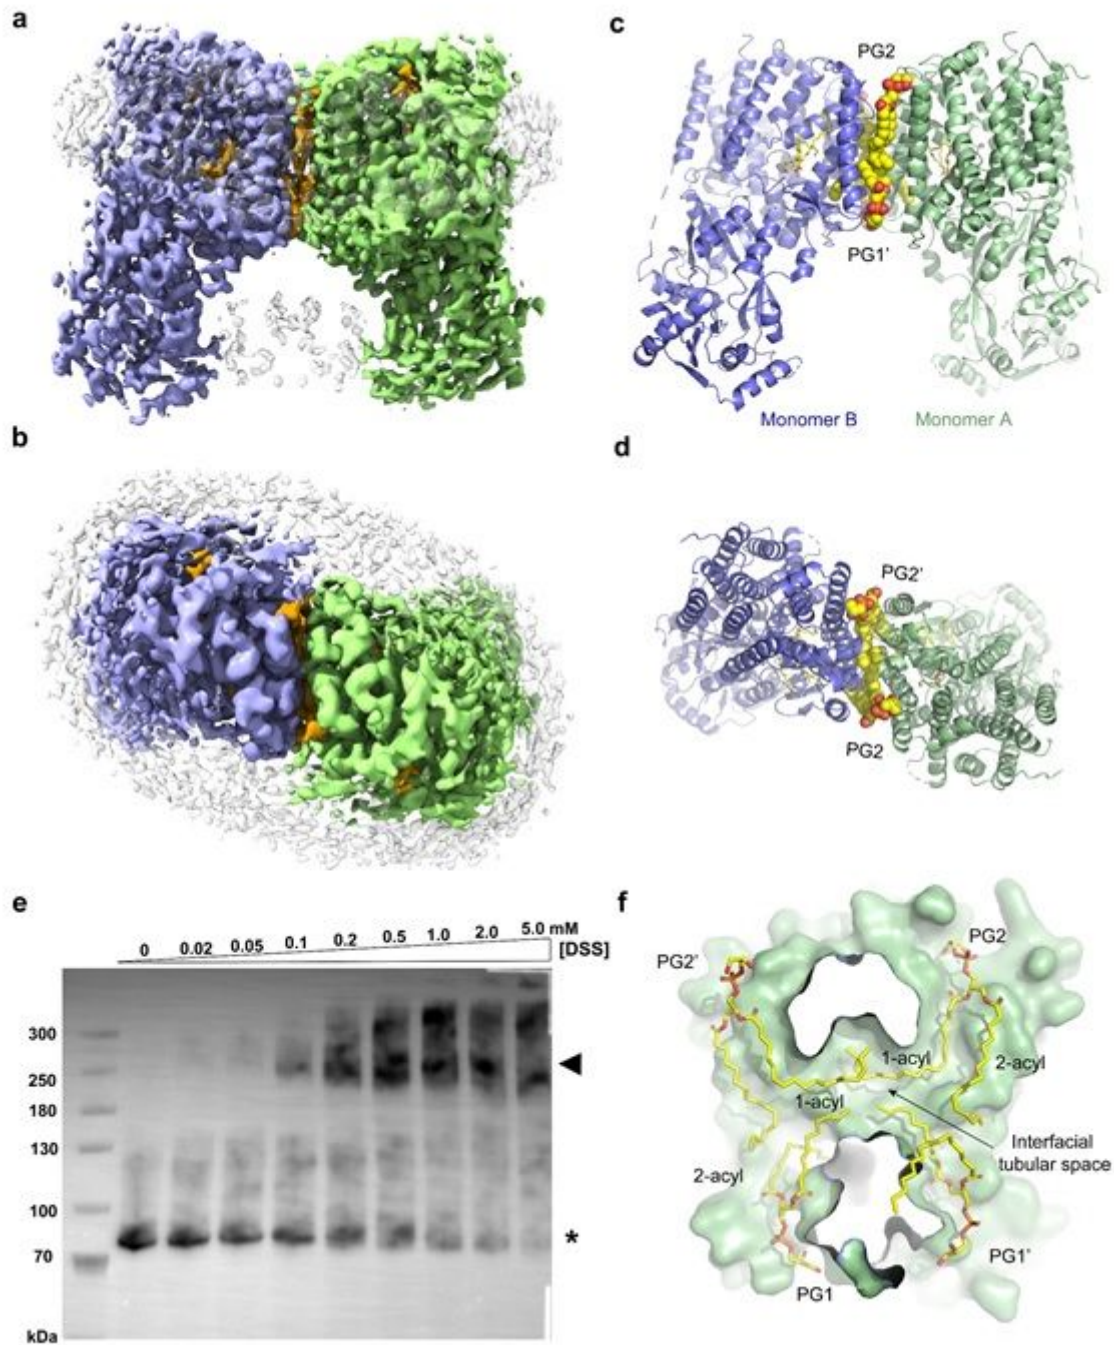 a
c
PG2
PG1'
Monomer B
Monomer A
b
d
PG2'
PG2
e
0 0.02 0.05 0.1 0.2 0.5 1.0 2.0 5.0 mM
[DSS]
300
250
180
130
100
70
kDa
*
f
PG2'
PG2
1-acyl
2-acyl
1-acyl
Interfacial
tubular space
2-acyl
PG1'
PG1